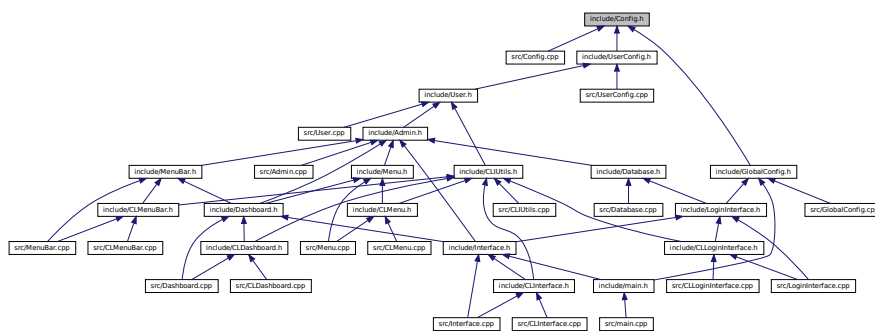 include/Config.h
src/Config.cpp
include/UserConfig.h
include/User.h
src/UserConfig.cpp
src/User.cpp
include/Admin.h
include/MenuBar.h
src/Admin.cpp
include/Menu.h
include/CLIUtils.h
include/Database.h
include/GlobalConfig.h
include/CLMenuBar.h
include/Dashboard.h
include/CLMenu.h
src/CLIUtils.cpp
src/Database.cpp
include/LoginInterface.h
src/GlobalConfig.cpp
src/MenuBar.cpp
src/CLMenuBar.cpp
include/CLDashboard.h
src/Menu.cpp
src/CLMenu.cpp
include/Interface.h
include/CLLoginInterface.h
src/Dashboard.cpp
src/CLDashboard.cpp
include/CLInterface.h
include/main.h
src/CLLoginInterface.cpp
src/LoginInterface.cpp
src/Interface.cpp
src/CLInterface.cpp
src/main.cpp